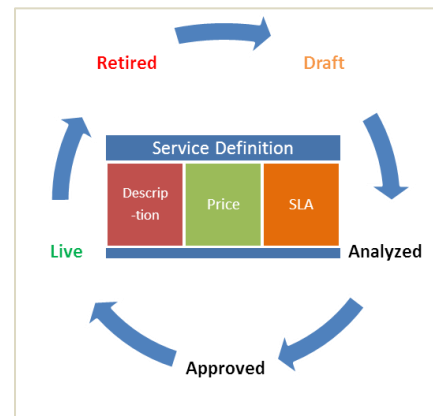 Retired
Draft
Service Definition
Descrip
-tion
Price
SLA
Live
Analyzed
Approved